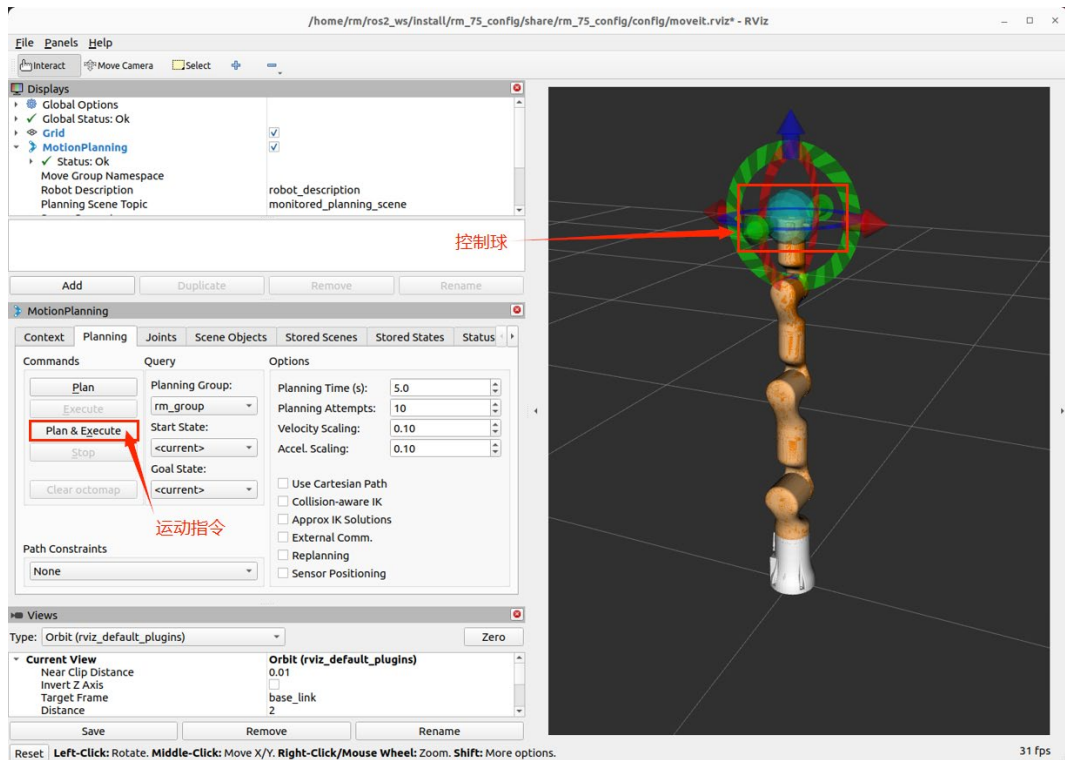 /home/rm/ros2_ws/install/rm_75_config/share/rm_75_config/config/moveit.rviz* - RViz
File Panels Help
Interact Move Camera Select
Displays
Global Options
Global Status: Ok
Grid
MotionPlanning
Status: Ok
Move Group Namespace
Robot Description robot_description
Planning Scene Topic monitored_planning_scene
控制球
Add Duplicate Remove Rename
MotionPlanning
Context Planning Joints Scene Objects Stored Scenes Stored States Status
Commands Query Options
Plan Planning Group: Planning Time (s): 5.0
Execute rm_group Planning Attempts: 10
Plan & Execute Start State: Velocity Scaling: 0.10
Stop <current> Accel. Scaling: 0.10
Goal State:
Clear octomap <current> Use Cartesian Path
Collision-aware IK
Approx IK Solutions
运动指令
External Comm.
Path Constraints Replanning
None Sensor Positioning
Views
Type: Orbit (rviz_default_plugins) Zero
Current View Orbit (rviz_default_plugins)
Near Clip Distance 0.01
Invert Z Axis
Target Frame base_link
Distance 2
Save Remove Rename
Reset Left-Click: Rotate. Middle-Click: Move X/Y. Right-Click/Mouse Wheel: Zoom. Shift: More options. 31 fps